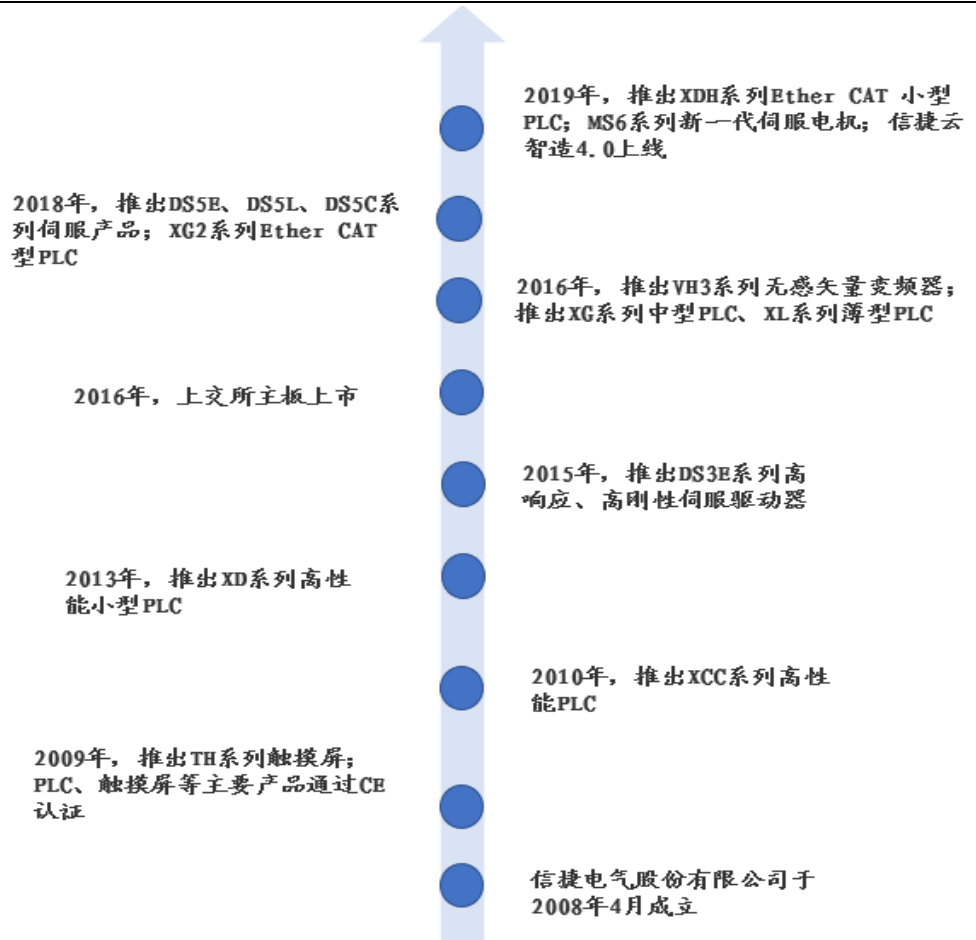 2019年，推出XDH系列Ether CAT 小型
PLC；MS6系列新一代伺服电机；信捷云
智造4.0上线
2018年，推出DS5E、DS5L、DS5C系
列伺服产品；XG2系列Ether CAT
型PLC
2016年，推出VH3系列无感矢量变频器；
推出XG系列中型PLC、XL系列薄型PLC
2016年，上交所主板上市
2015年，推出DS3E系列高
响应、高刚性伺服驱动器
2013年，推出XD系列高性
能小型PLC
2010年，推出XCC系列高性
能PLC
2009年，推出TH系列触摸屏；
PLC、触摸屏等主要产品通过CE
认证
信捷电气股份有限公司于
2008年4月成立